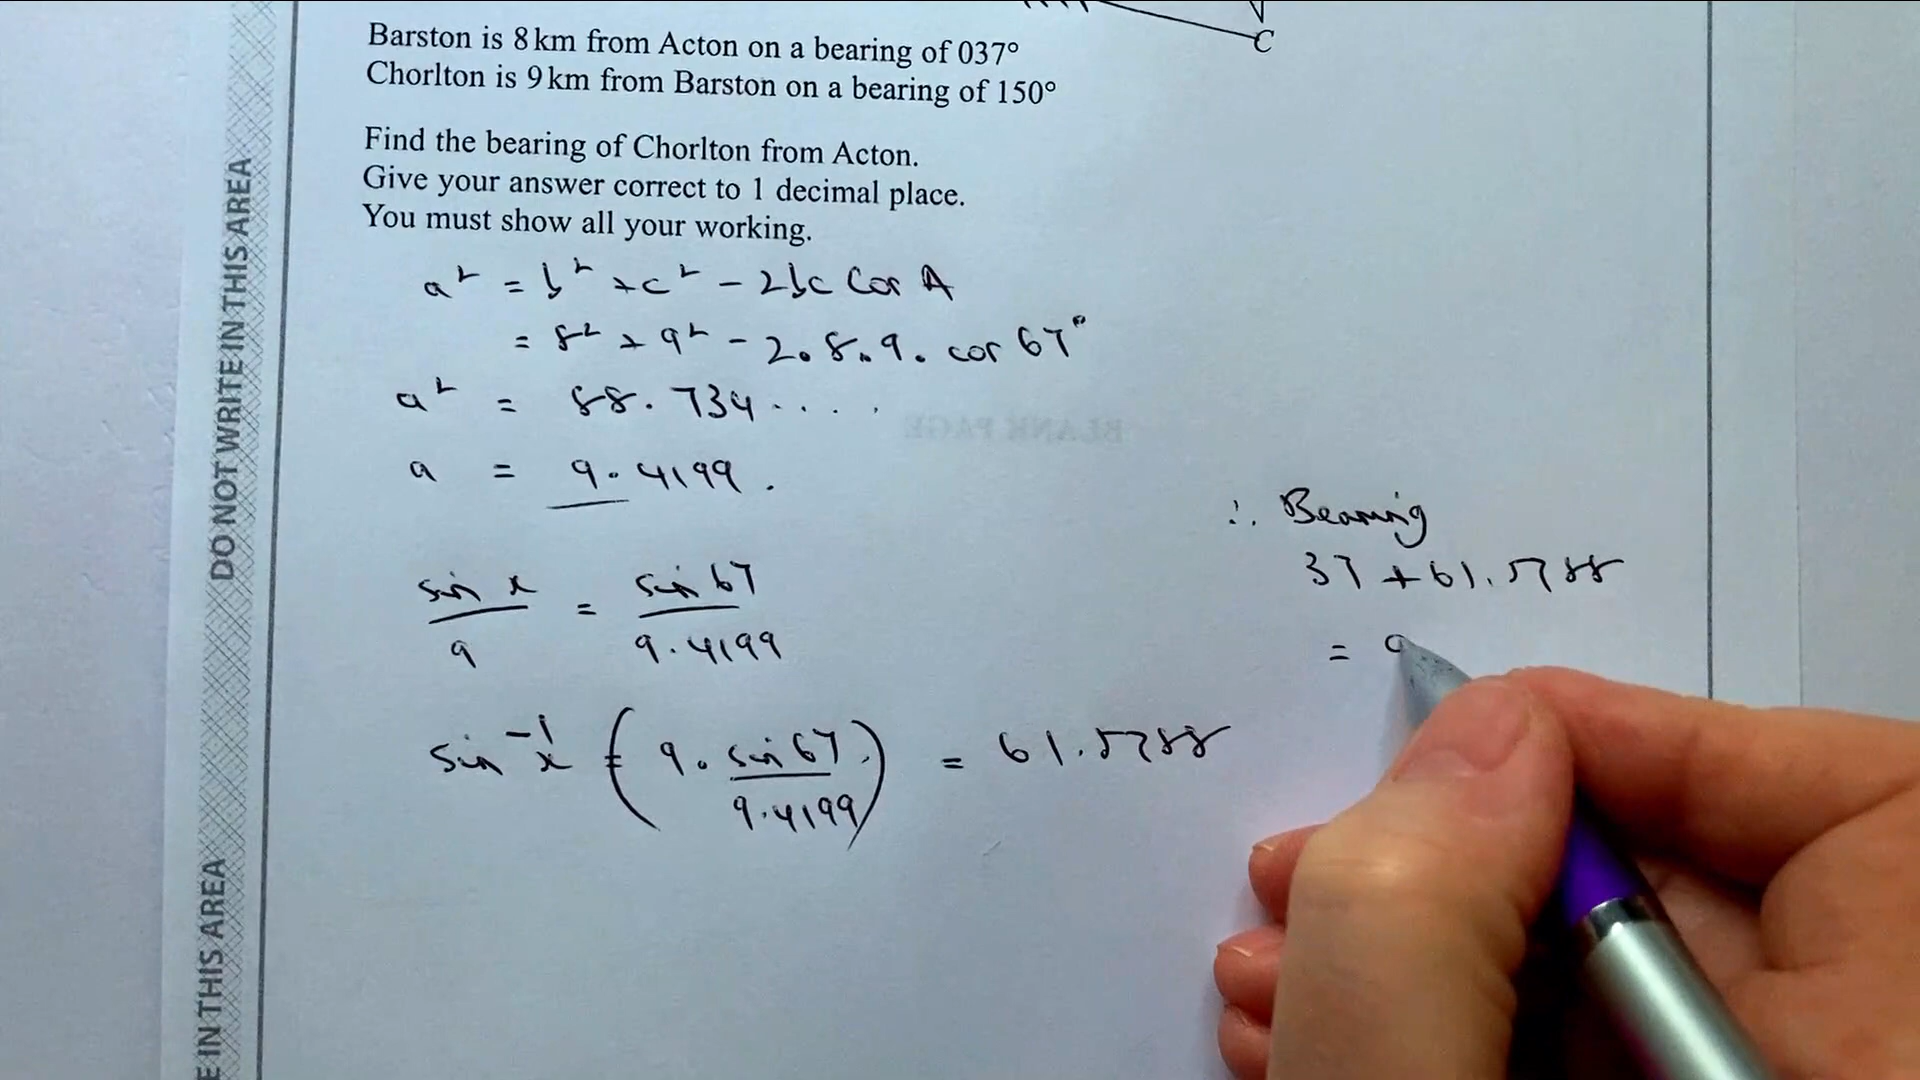 C
Barston is 8 km from Acton on a bearing of 037°
Chorlton is 9 km from Barston on a bearing of 150°
Find the bearing of Chorlton from Acton.
Give your answer correct to 1 decimal place.
You must show all your working.
a² = b² + c² - 2bc Cos A
= 8² + 9² - 2.8.9. cos 67°
a² = 88.734....
a = 9.4199.
sin x / 9 = sin 67 / 9.4199
sin⁻¹ x = (9. sin 67 / 9.4199) = 61.5788
∴ Bearing
37 + 61.5788
= 9
DO NOT WRITE IN THIS AREA
E IN THIS AREA
BLANK PAGE